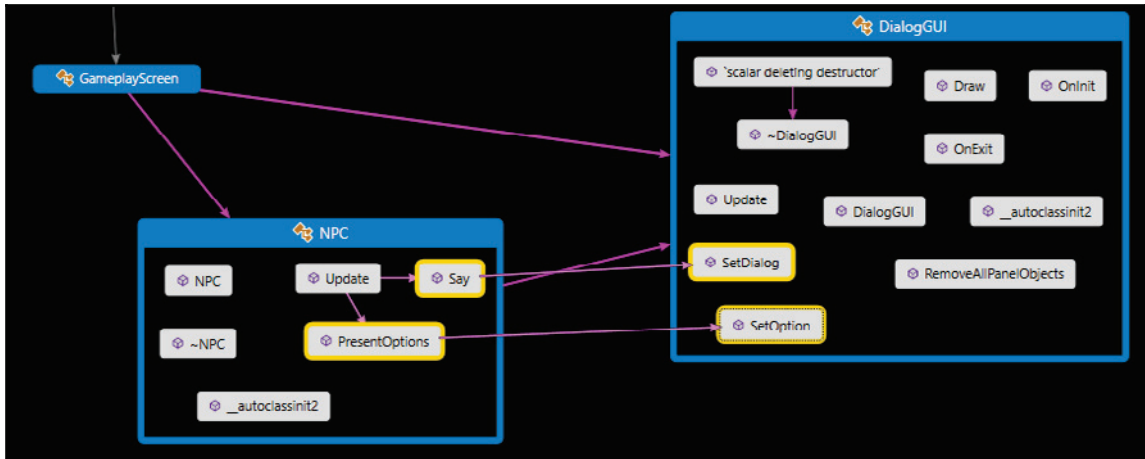 DialogGUI
GameplayScreen
`scalar deleting destructor'
Draw
OnInit
~DialogGUI
OnExit
Update
DialogGUI
__autoclassinit2
NPC
SetDialog
RemoveAllPanelObjects
NPC
Update
Say
SetOption
~NPC
PresentOptions
__autoclassinit2